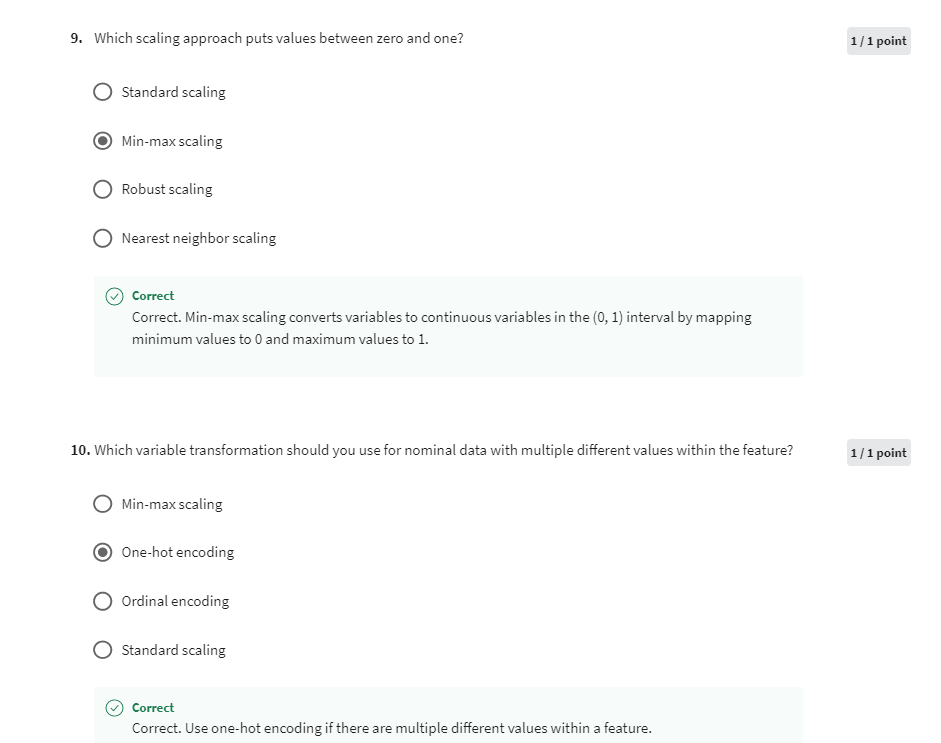 9. Which scaling approach puts values between zero and one?
1 / 1 point
Standard scaling
Min-max scaling
Robust scaling
Nearest neighbor scaling
Correct
Correct. Min-max scaling converts variables to continuous variables in the (0, 1) interval by mapping
minimum values to 0 and maximum values to 1.
10. Which variable transformation should you use for nominal data with multiple different values within the feature?
1 / 1 point
Min-max scaling
One-hot encoding
Ordinal encoding
Standard scaling
Correct
Correct. Use one-hot encoding if there are multiple different values within a feature.